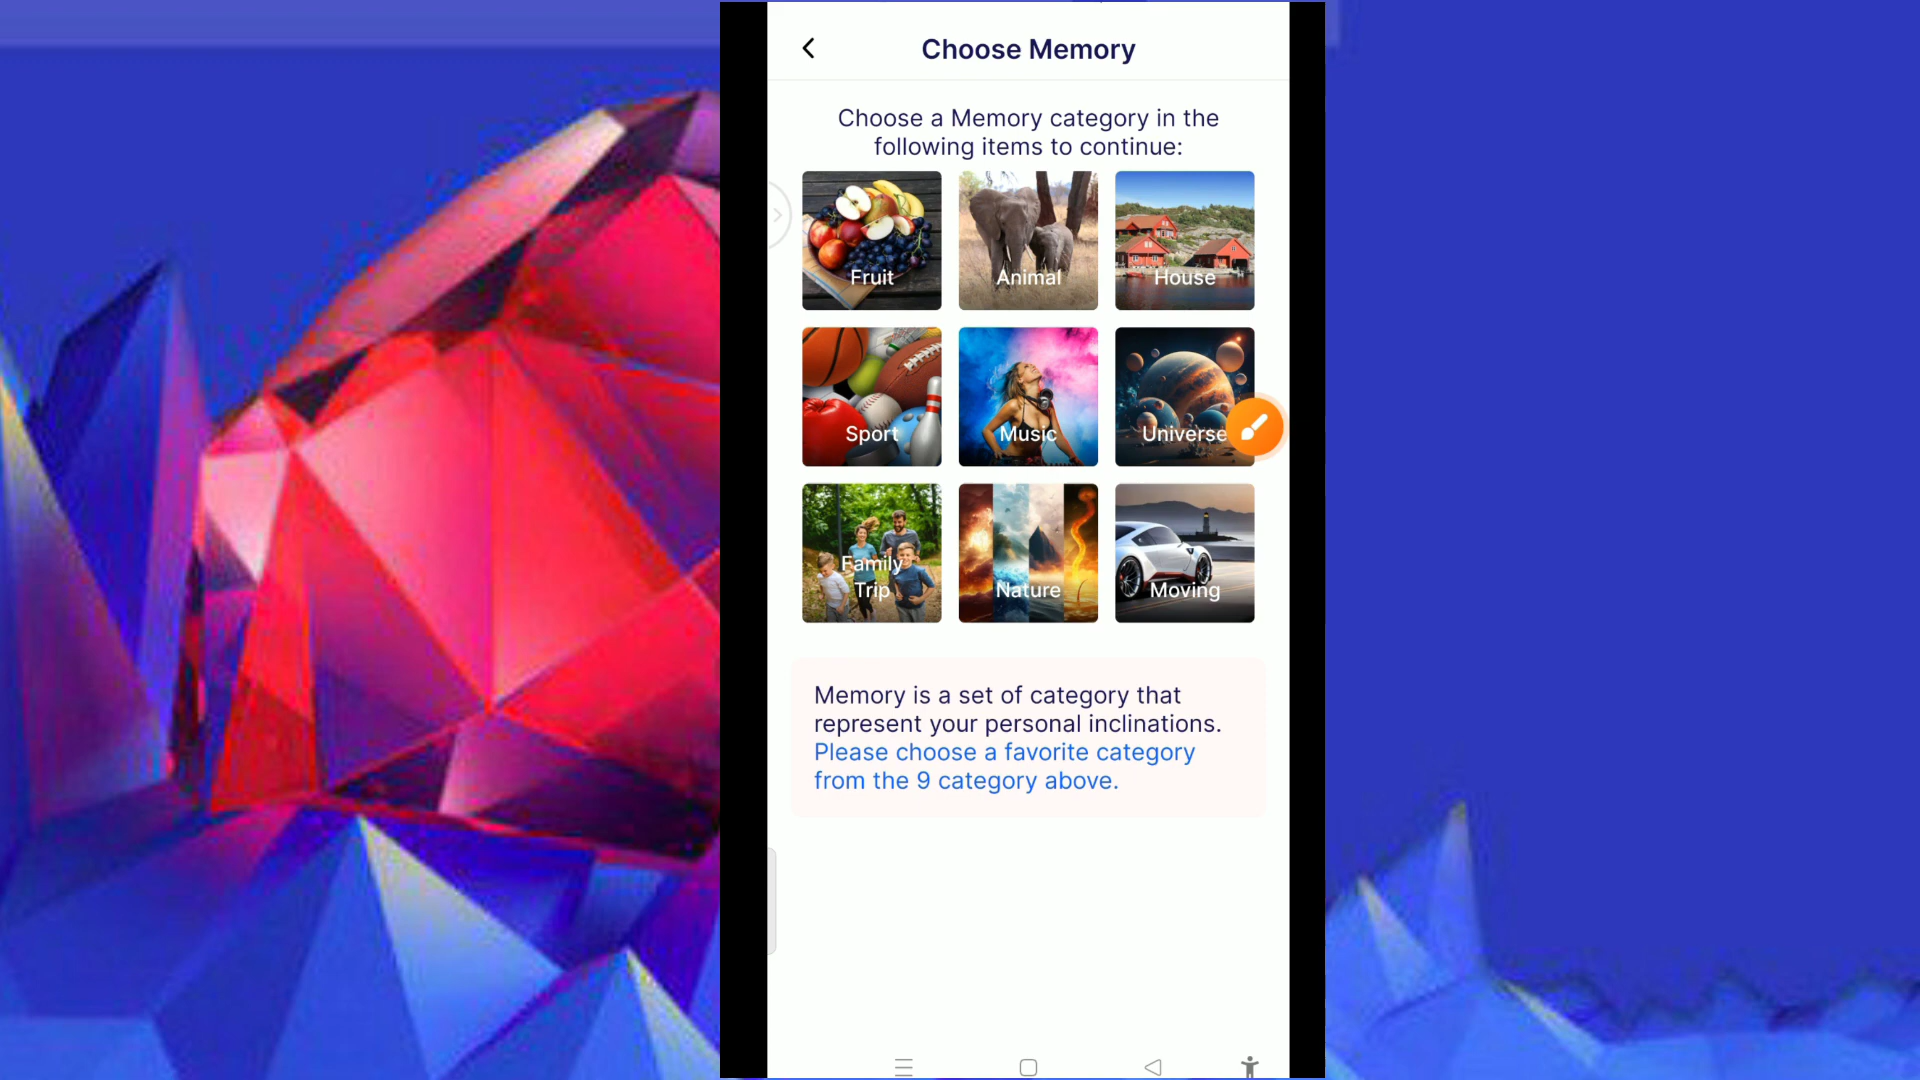 Choose Memory
Choose a Memory category in the
following items to continue:
Fruit
Animal
House
Sport
Music
Universe
Family
Trip
Nature
Moving
Memory is a set of category that
represent your personal inclinations.
Please choose a favorite category
from the 9 category above.